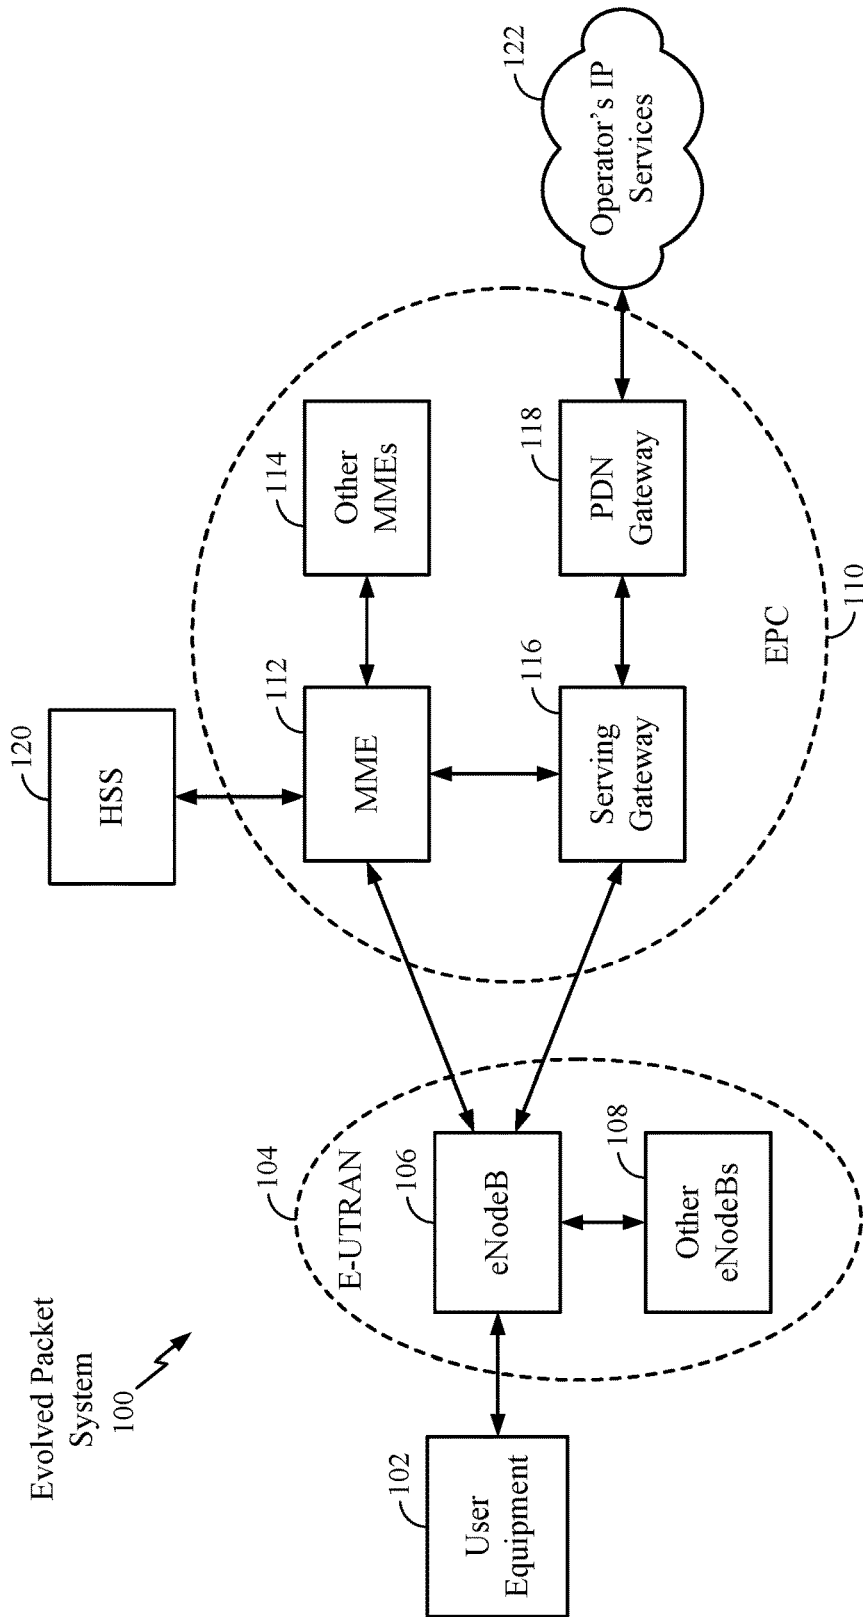 Evolved Packet
System
100
102
User
Equipment
104
E-UTRAN
106
eNodeB
108
Other
eNodeBs
120
HSS
112
MME
114
Other
MMEs
116
Serving
Gateway
118
PDN
Gateway
EPC
110
122
Operator’s IP
Services